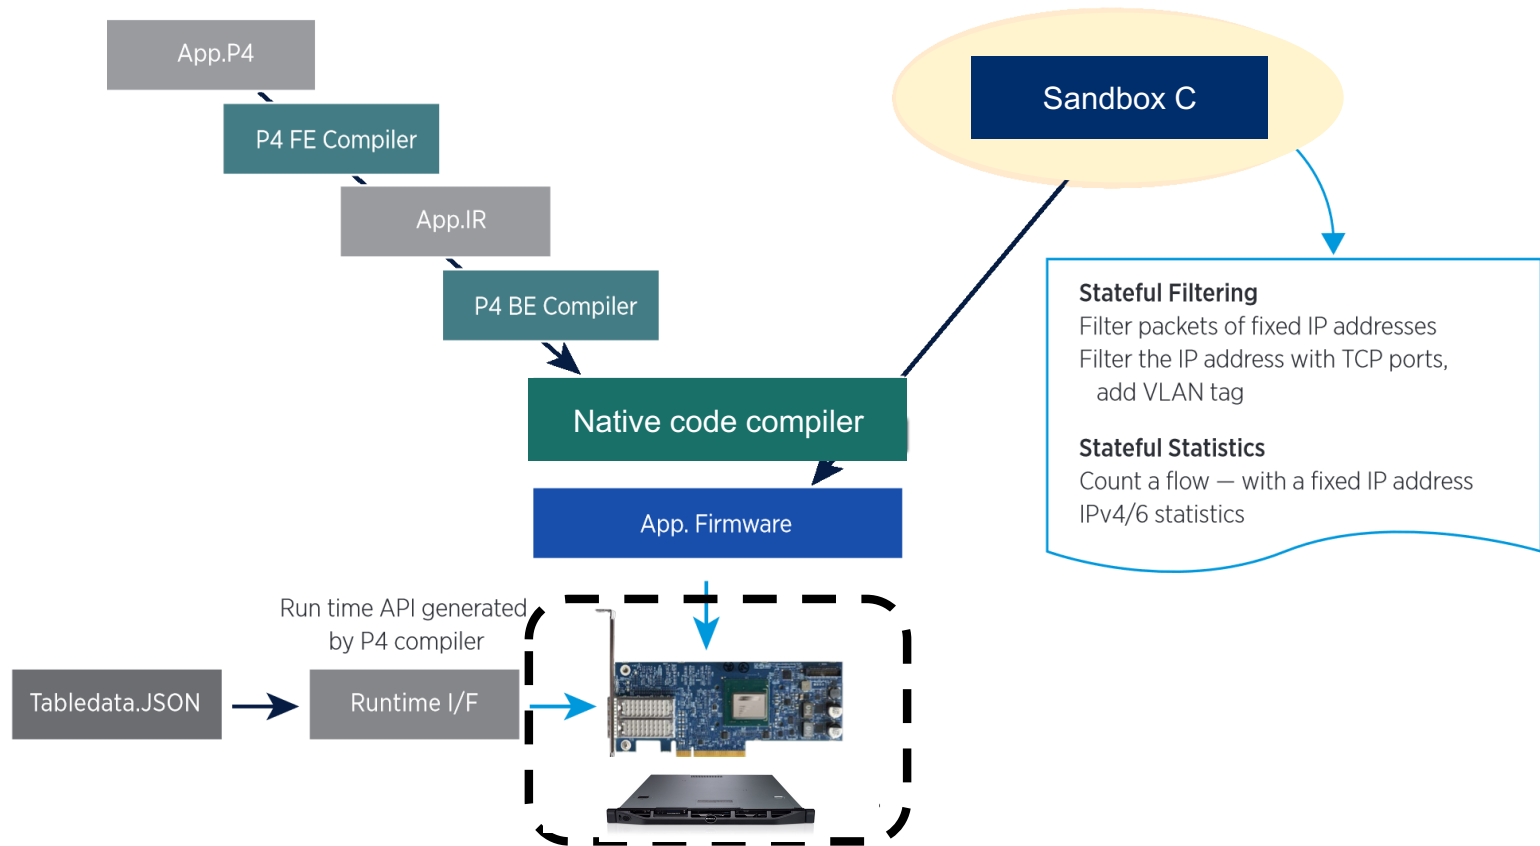 App.P4
Sandbox C
P4 FE Compiler
App.IR
P4 BE Compiler
Stateful Filtering
Filter packets of fixed IP addresses
Filter the IP address with TCP ports,
add VLAN tag
Native code compiler
Stateful Statistics
Count a flow — with a fixed IP address
IPv4/6 statistics
App. Firmware
Run time API generated
by P4 compiler
Tabledata.JSON
Runtime I/F